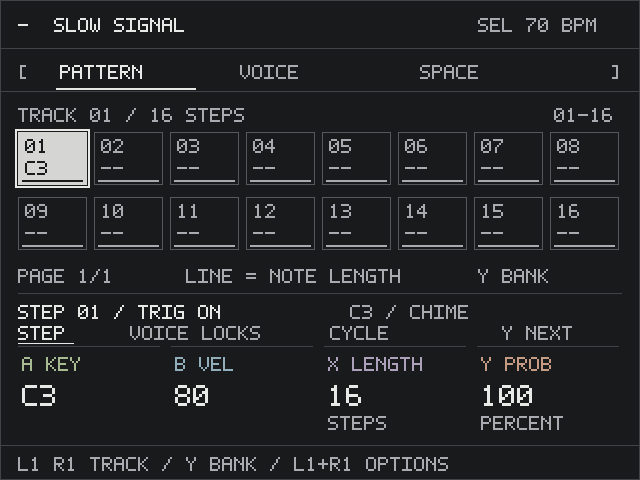 – SLOW SIGNAL SEL 70 BPM
[ PATTERN VOICE SPACE ]
TRACK 01 / 16 STEPS 01–16
01 02 03 04 05 06 07 08
C3 –– –– –– –– –– –– ––
09 10 11 12 13 14 15 16
–– –– –– –– –– –– –– ––
PAGE 1/1 LINE = NOTE LENGTH Y BANK
STEP 01 / TRIG ON C3 / CHIME
STEP VOICE LOCKS CYCLE Y NEXT
A KEY B VEL X LENGTH Y PROB
C3 80 16 100
STEPS PERCENT
L1 R1 TRACK / Y BANK / L1+R1 OPTIONS